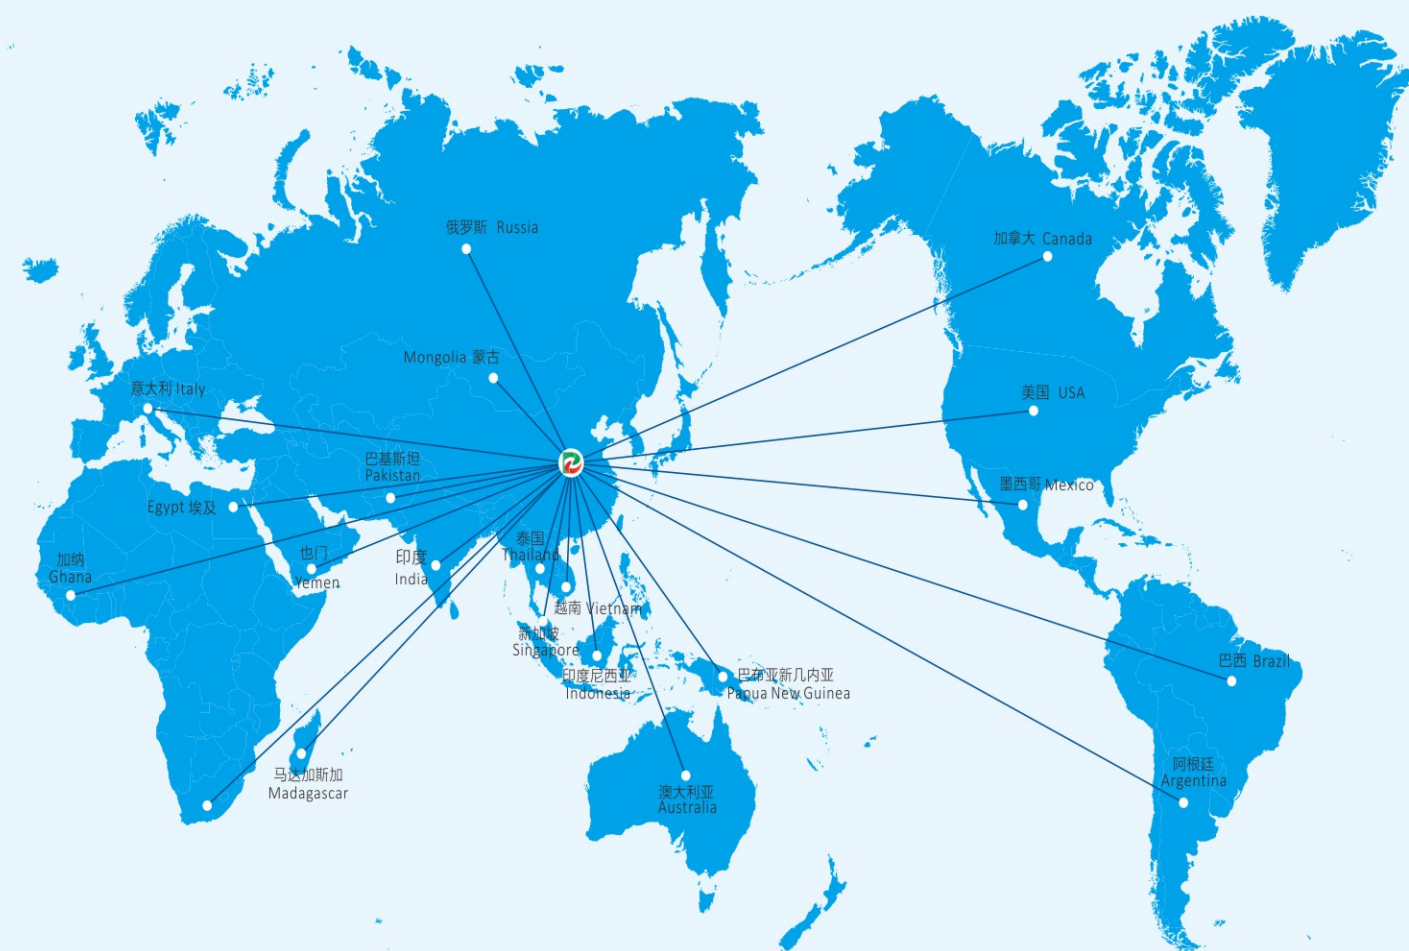 俄罗斯 Russia
加拿大 Canada
Mongolia 蒙古
意大利 Italy
美国 USA
巴基斯坦
Pakistan
墨西哥 Mexico
Egypt 埃及
加纳
Ghana
也门
Yemen
印度
India
泰国
Thailand
越南 Vietnam
新加坡
Singapore
印度尼西亚
Indonesia
巴布亚新几内亚
Papua New Guinea
巴西 Brazil
马达加斯加
Madagascar
澳大利亚
Australia
阿根廷
Argentina